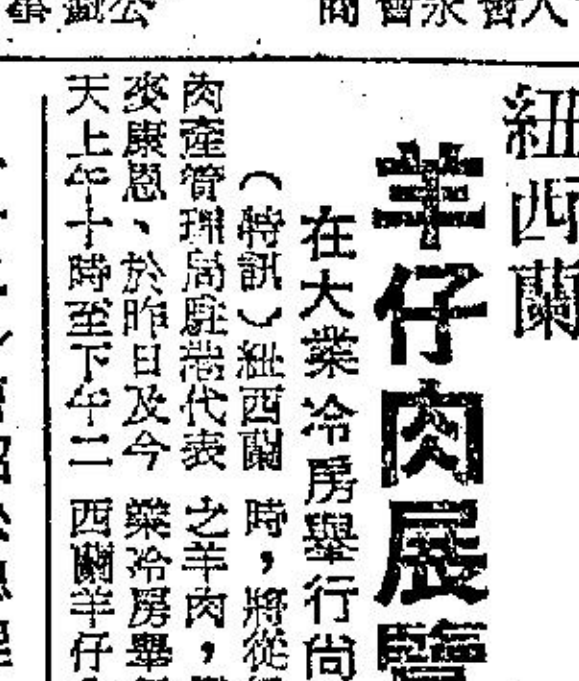 紐西蘭
羊仔肉展覽
在大業冷房舉行尚
（特訊）紐西蘭
肉產管理局駐港代表
麥康恩、於昨日及今
天上午十時至下午二
時，將從
之羊肉，
業冷房舉
西蘭羊仔